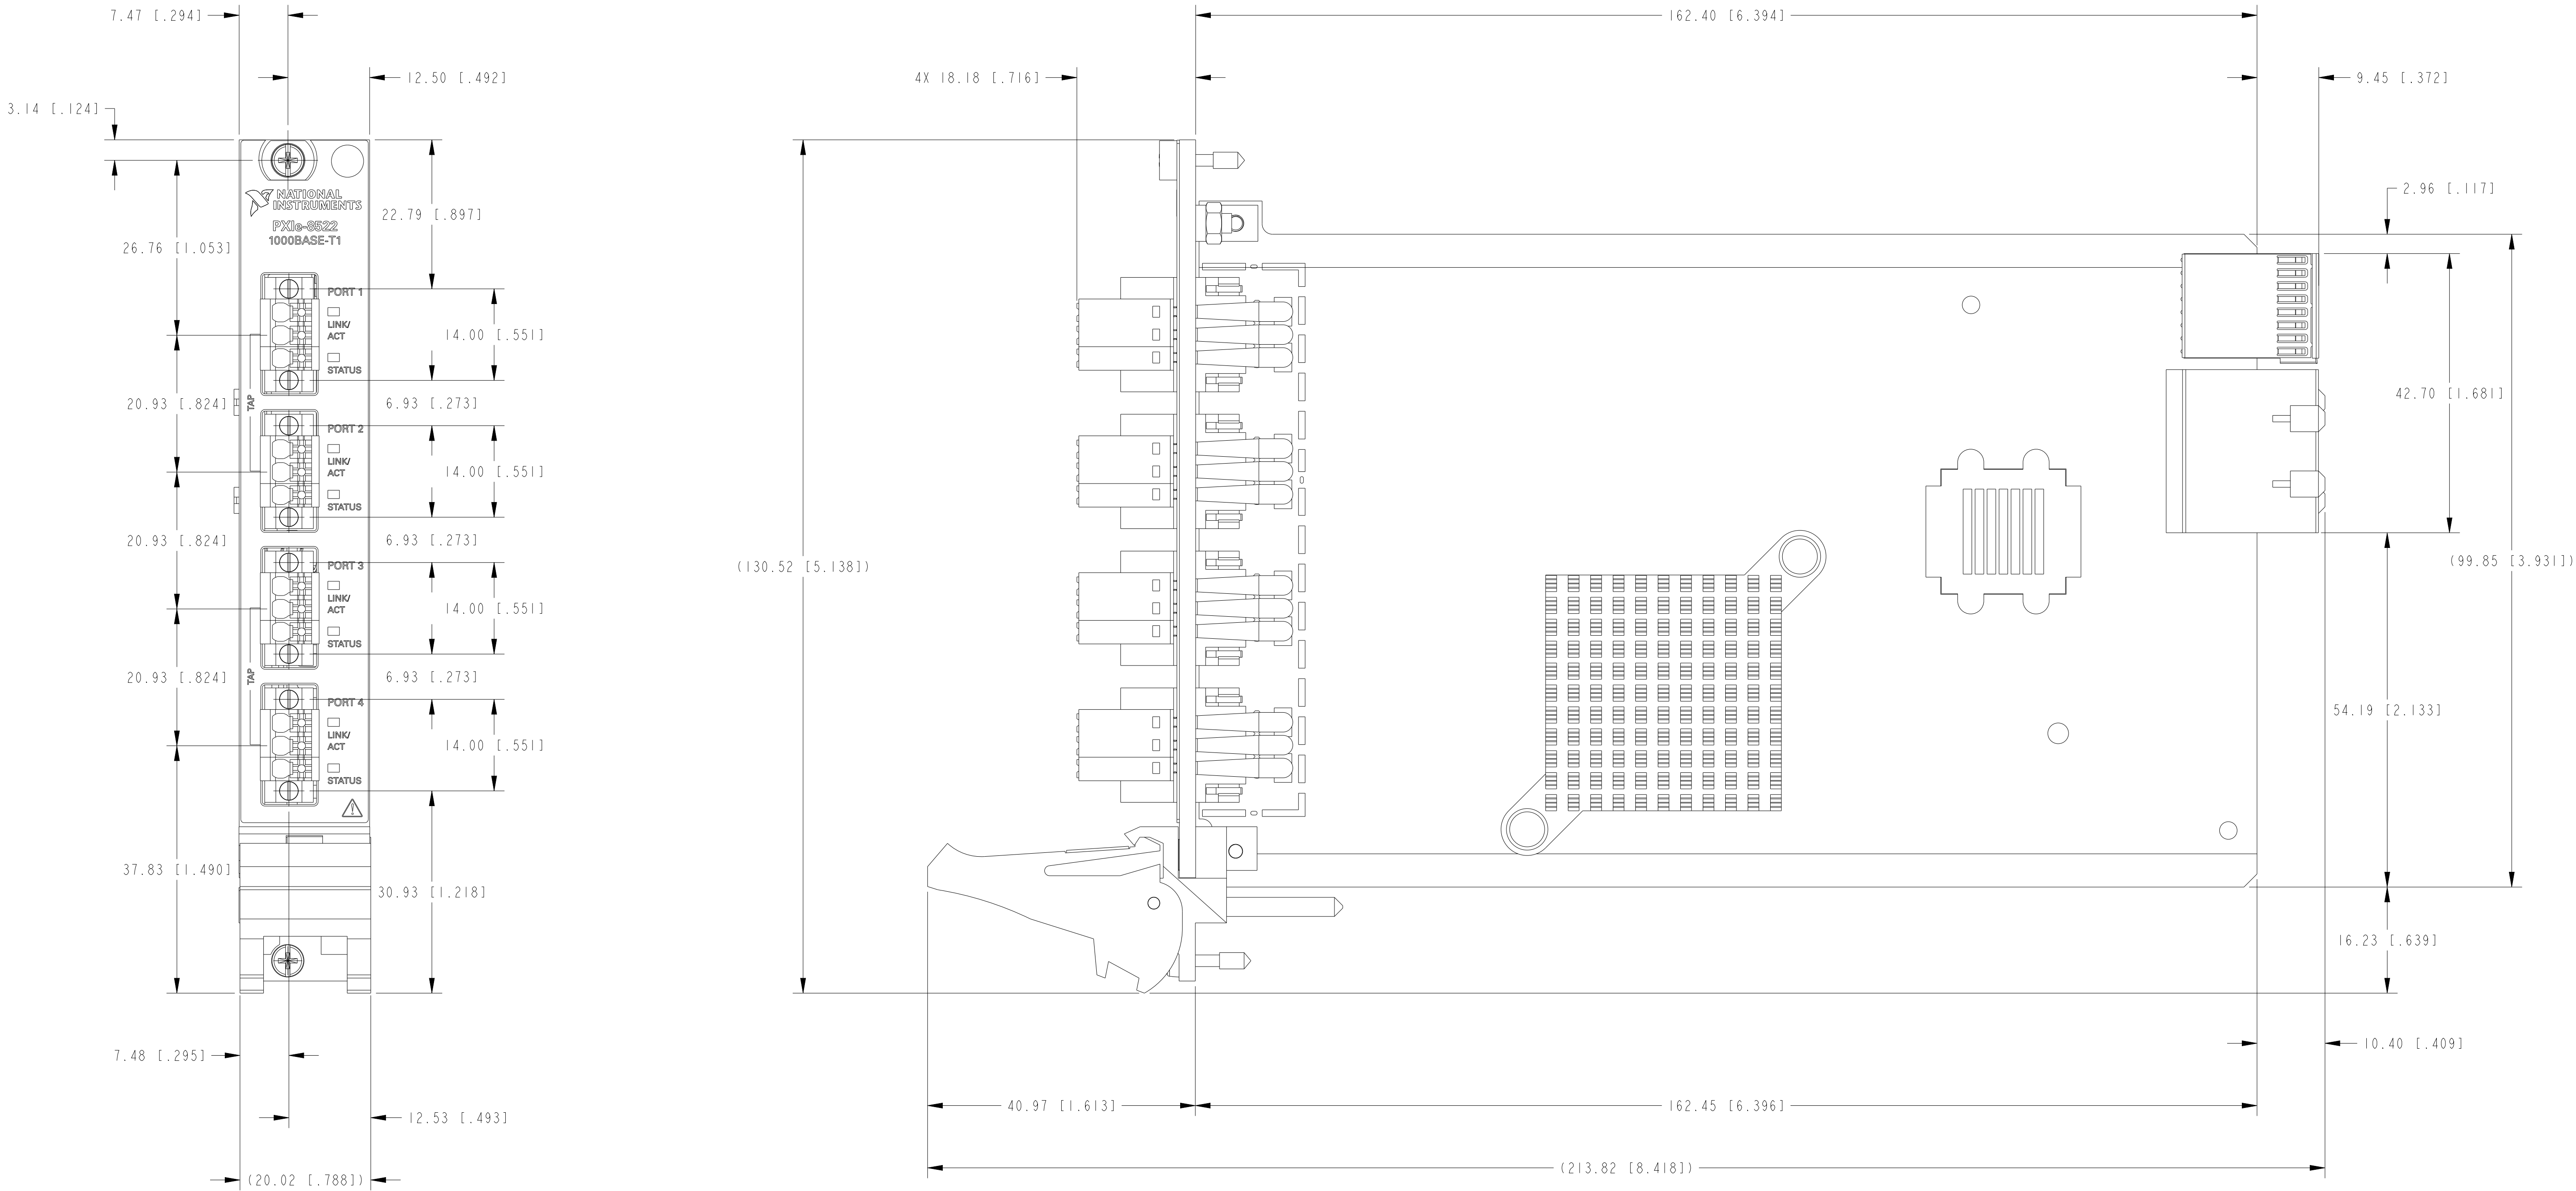 7.47 [.294]
162.40 [6.394]
12.50 [.492]
4X 18.18 [.716]
9.45 [.372]
3.14 [.124]
2.96 [.117]
NATIONAL
INSTRUMENTS
PXIe-8522
1000BASE-T1
22.79 [.897]
26.76 [1.053]
PORT 1
LINK/
ACT
STATUS
14.00 [.551]
TAP
20.93 [.824]
6.93 [.273]
42.70 [1.681]
PORT 2
LINK/
ACT
STATUS
14.00 [.551]
20.93 [.824]
6.93 [.273]
(130.52 [5.138])
(99.85 [3.931])
PORT 3
LINK/
ACT
STATUS
14.00 [.551]
TAP
20.93 [.824]
6.93 [.273]
PORT 4
LINK/
ACT
STATUS
14.00 [.551]
54.19 [2.133]
37.83 [1.490]
30.93 [1.218]
16.23 [.639]
7.48 [.295]
10.40 [.409]
40.97 [1.613]
162.45 [6.396]
12.53 [.493]
(213.82 [8.418])
(20.02 [.788])